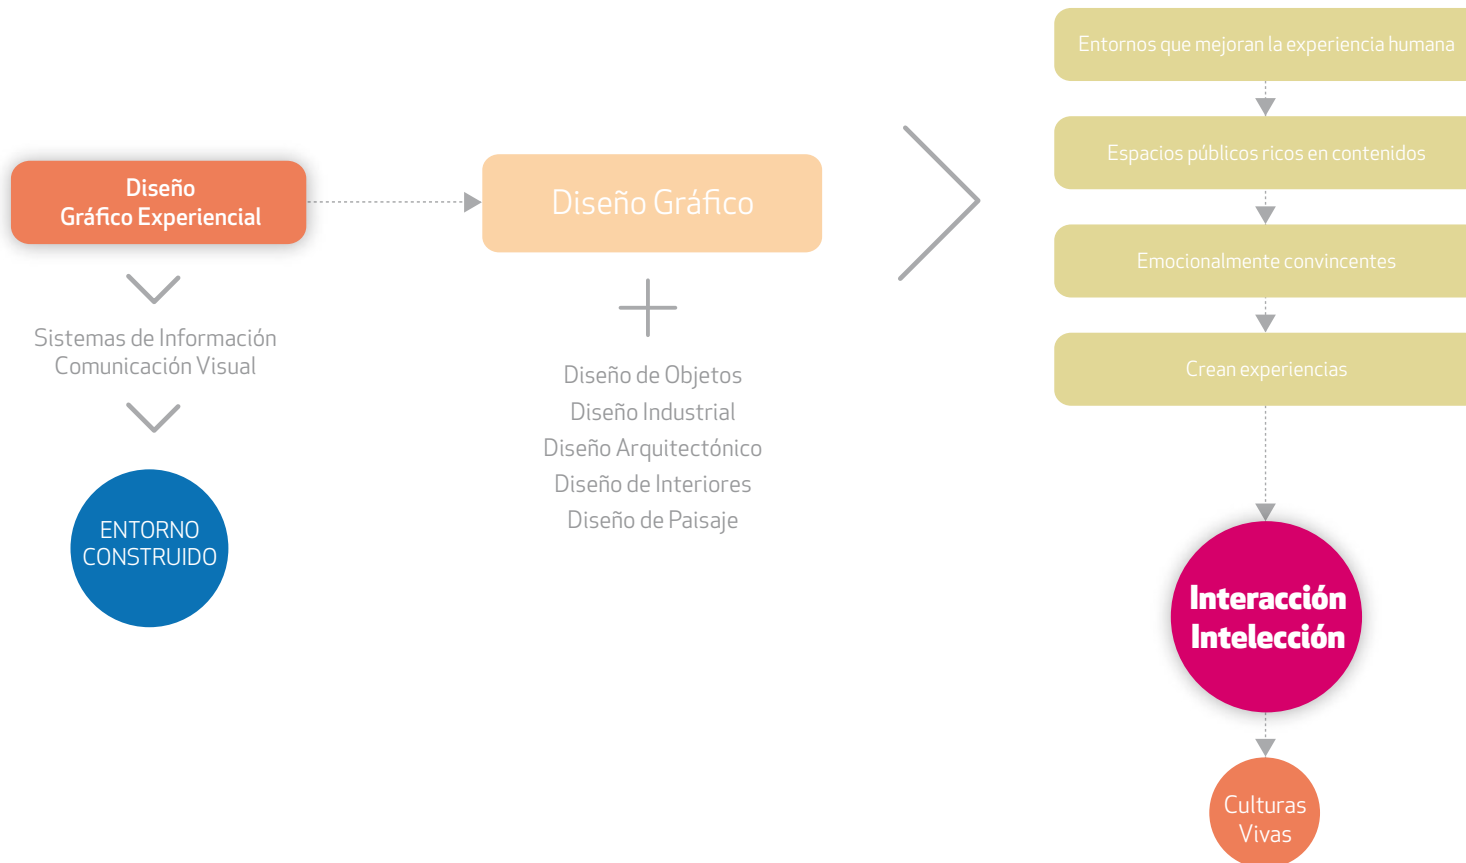 Diseño
Gráfico Experiencial
Sistemas de Información
Comunicación Visual
ENTORNO
CONSTRUIDO
Diseño Gráfico
Diseño de Objetos
Diseño Industrial
Diseño Arquitectónico
Diseño de Interiores
Diseño de Paisaje
Entornos que mejoran la experiencia humana
Espacios públicos ricos en contenidos
Emocionalmente convincentes
Crean experiencias
Interacción
Intelección
Culturas
Vivas